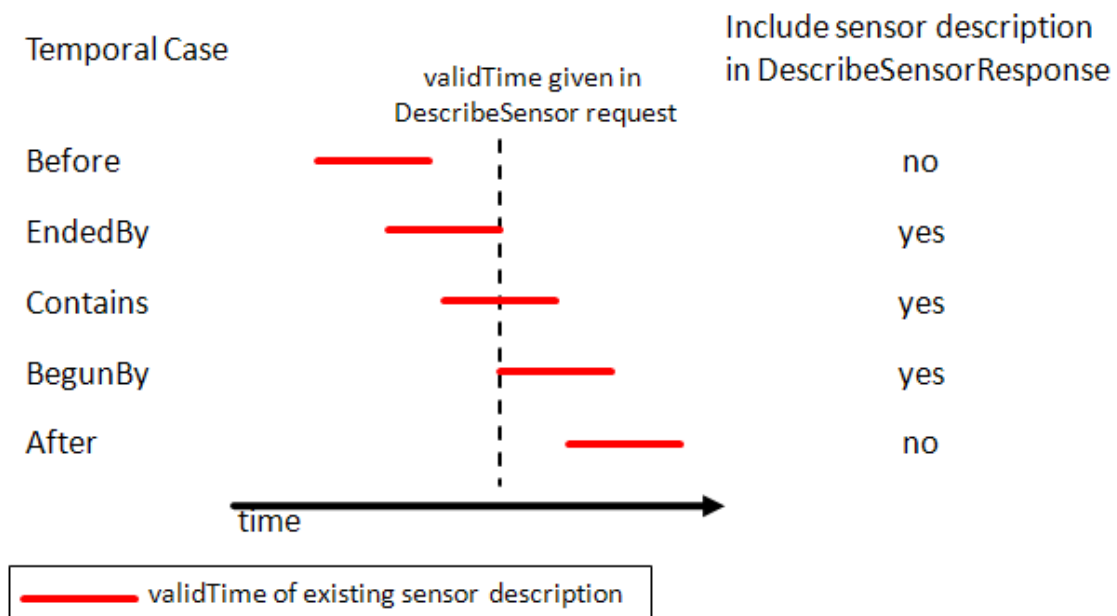 Temporal Case
Include sensor description
in DescribeSensorResponse
validTime given in
DescribeSensor request
Before
no
EndedBy
yes
Contains
yes
BegunBy
yes
After
no
time
validTime of existing sensor description